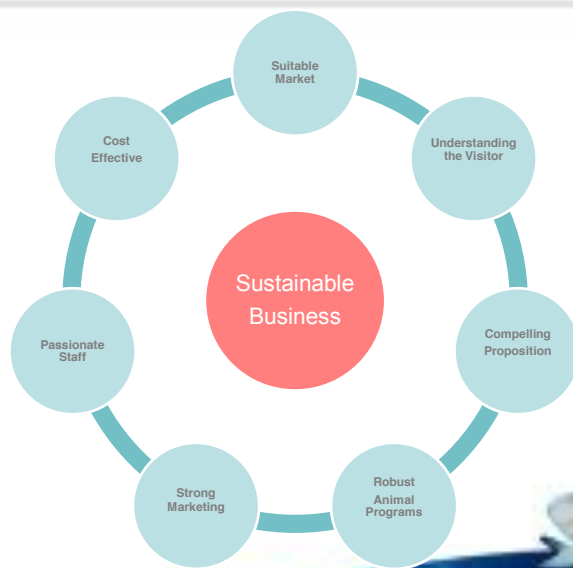 Suitable
Market
Understanding
the Visitor
Compelling
Proposition
Robust
Animal
Programs
Strong
Marketing
Passionate
Staff
Cost
Effective
Sustainable
Business